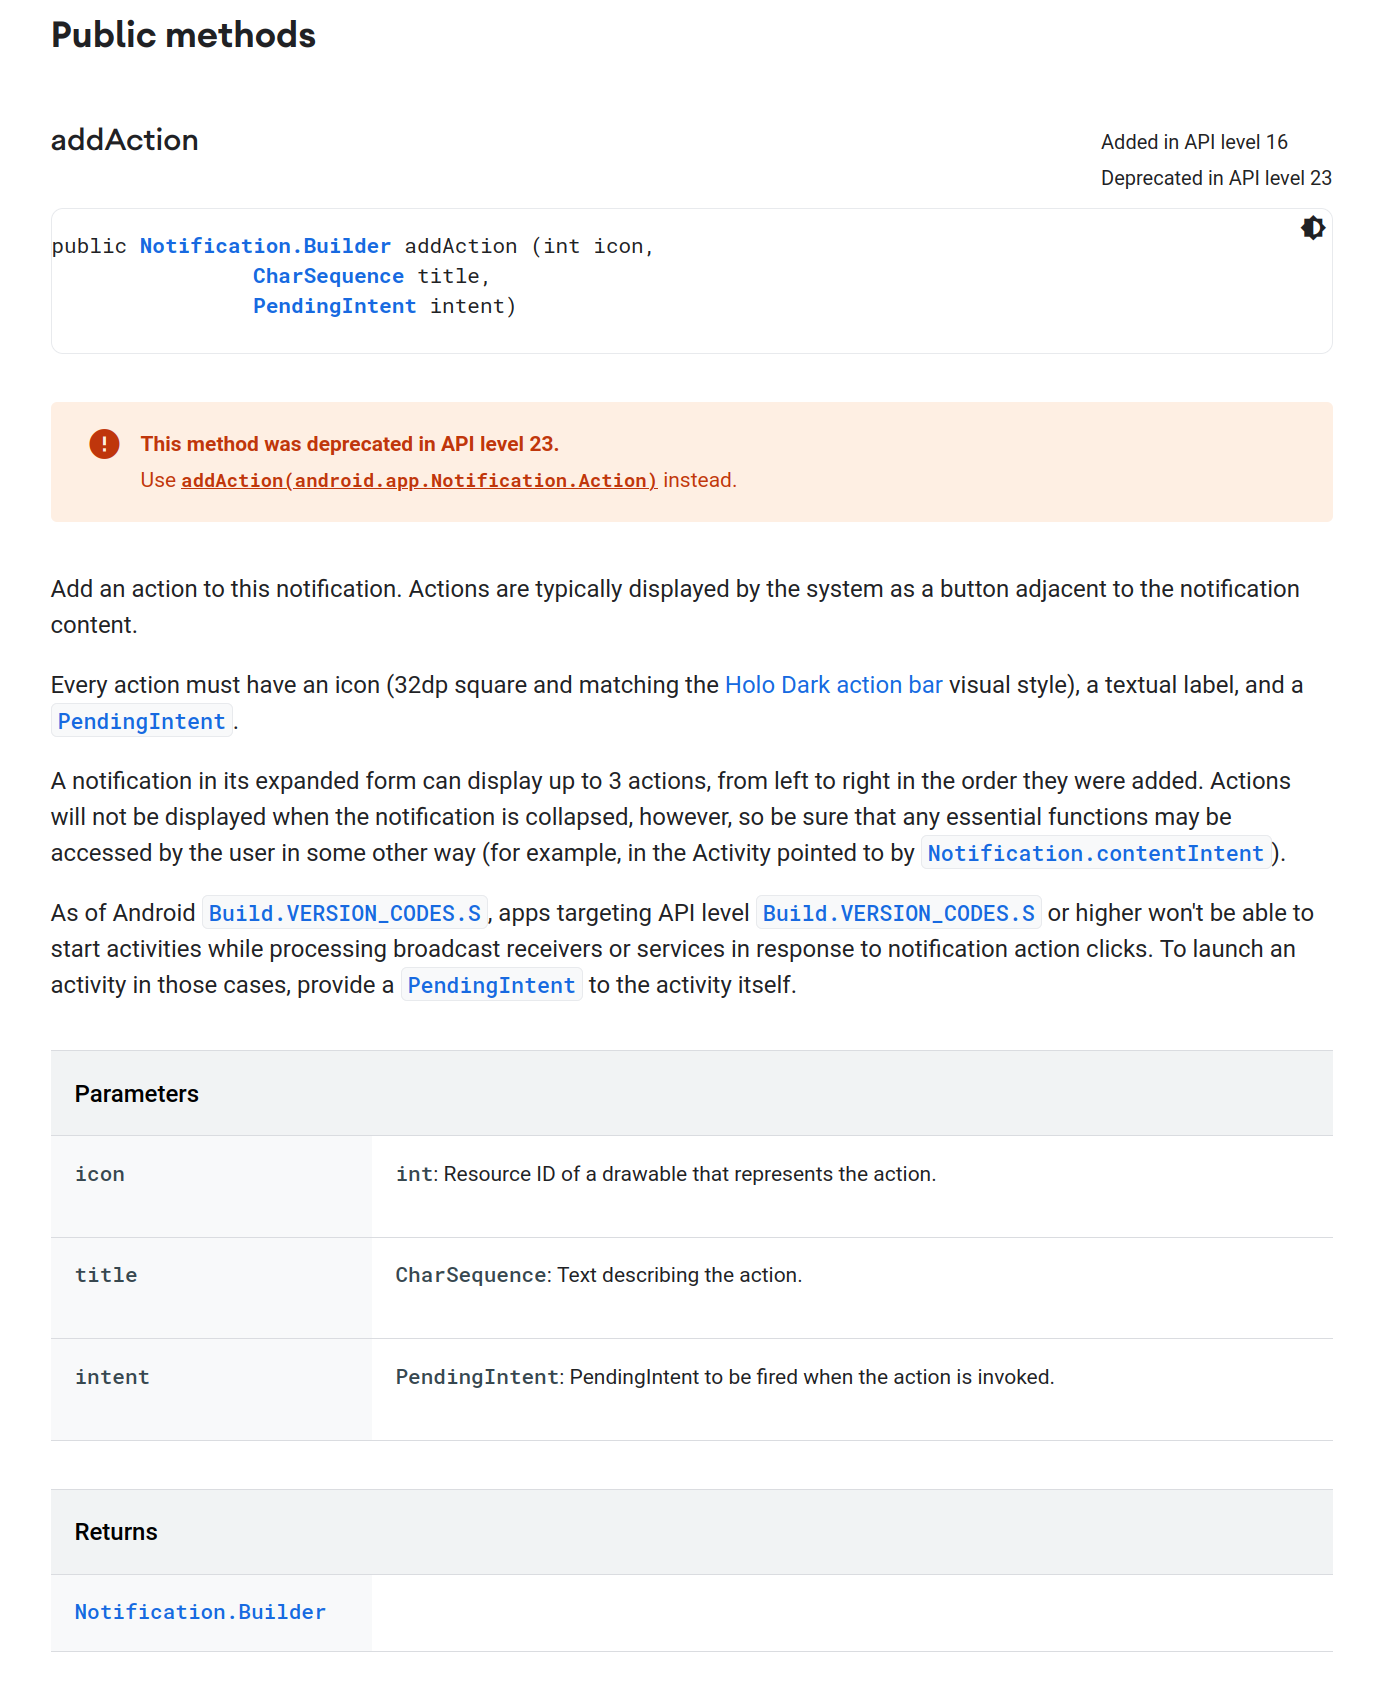 Public methods
addAction
Added in API level 16
Deprecated in API level 23
public Notification.Builder addAction (int icon,
CharSequence title,
PendingIntent intent)
This method was deprecated in API level 23.
Use addAction(android.app.Notification.Action) instead.
Add an action to this notification. Actions are typically displayed by the system as a button adjacent to the notification
content.
Every action must have an icon (32dp square and matching the Holo Dark action bar visual style), a textual label, and a
PendingIntent.
A notification in its expanded form can display up to 3 actions, from left to right in the order they were added. Actions
will not be displayed when the notification is collapsed, however, so be sure that any essential functions may be
accessed by the user in some other way (for example, in the Activity pointed to by Notification.contentIntent).
As of Android Build.VERSION_CODES.S, apps targeting API level Build.VERSION_CODES.S or higher won't be able to
start activities while processing broadcast receivers or services in response to notification action clicks. To launch an
activity in those cases, provide a PendingIntent to the activity itself.
Parameters
icon int: Resource ID of a drawable that represents the action.
title CharSequence: Text describing the action.
intent PendingIntent: PendingIntent to be fired when the action is invoked.
Returns
Notification.Builder